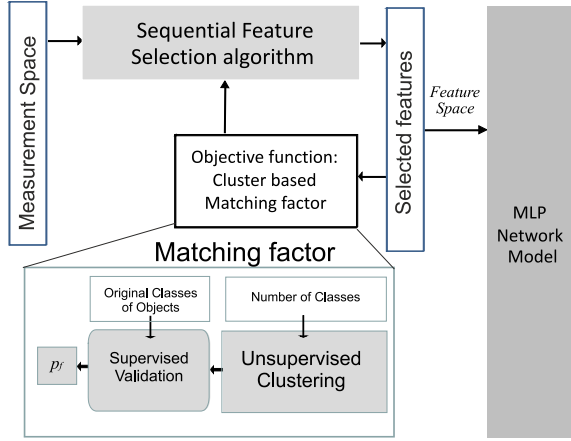 Measurement Space
Sequential Feature
Selection algorithm
Selected features
Feature
Space
MLP
Network
Model
Objective function:
Cluster based
Matching factor
Matching factor
Original Classes
of Objects
Number of Classes
Supervised
Validation
Unsupervised
Clustering
pf